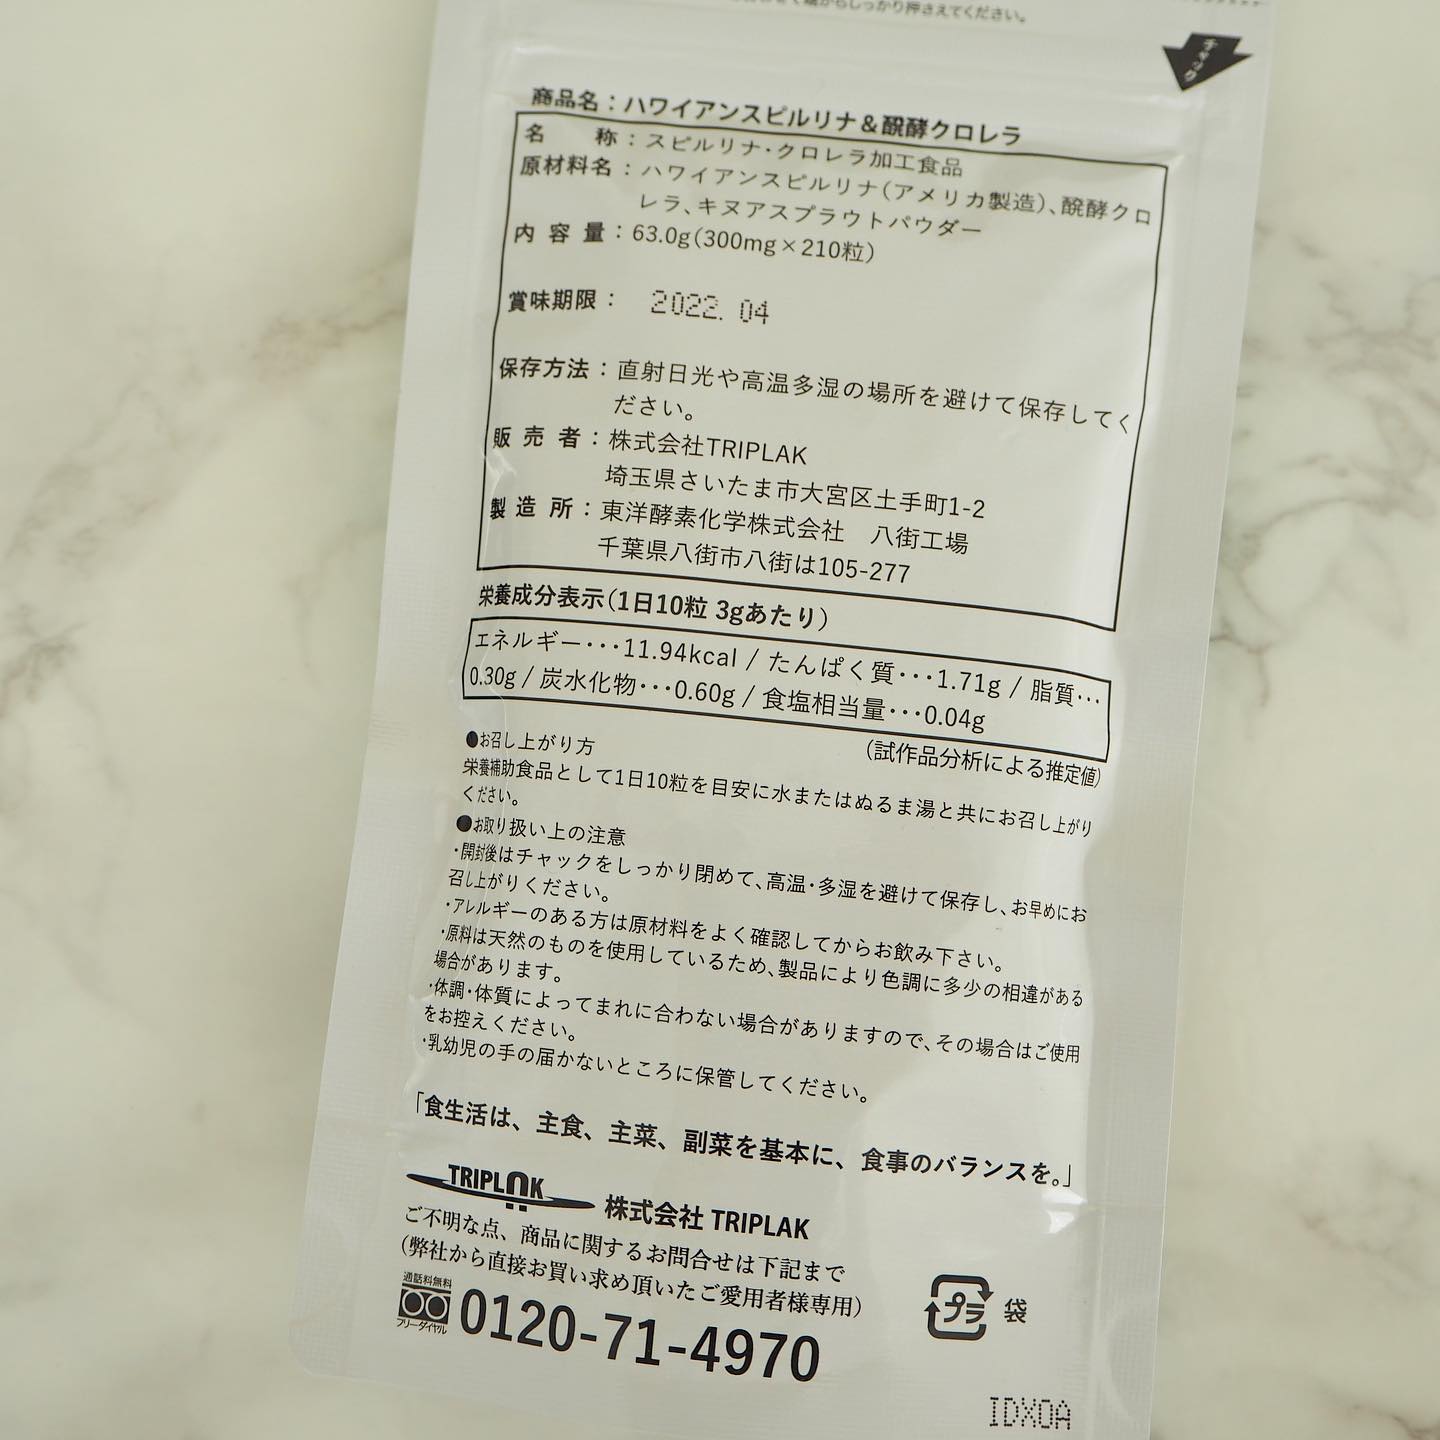 しっかり押さえてください。
チャック
商品名：ハワイアンスピルリナ＆醗酵クロレラ
名　　称：スピルリナ・クロレラ加工食品
原材料名：ハワイアンスピルリナ（アメリカ製造）、醗酵クロ
レラ、キヌアスプラウトパウダー
内 容 量：63.0g（300mg×210粒）
賞味期限：　2022. 04
保存方法：直射日光や高温多湿の場所を避けて保存してく
ださい。
販 売 者：株式会社TRIPLAK
埼玉県さいたま市大宮区土手町1-2
製 造 所：東洋酵素化学株式会社　八街工場
千葉県八街市八街は105-277
栄養成分表示（1日10粒 3gあたり）
エネルギー･･･11.94kcal / たんぱく質･･･1.71g / 脂質･･･
0.30g / 炭水化物･･･0.60g / 食塩相当量･･･0.04g
（試作品分析による推定値）
●お召し上がり方
栄養補助食品として1日10粒を目安に水またはぬるま湯と共にお召し上がり
ください。
●お取り扱い上の注意
・開封後はチャックをしっかり閉めて、高温・多湿を避けて保存し、お早めにお
召し上がりください。
・アレルギーのある方は原材料をよく確認してからお飲み下さい。
・原料は天然のものを使用しているため、製品により色調に多少の相違がある
場合があります。
・体調・体質によってまれに合わない場合がありますので、その場合はご使用
をお控えください。
・乳幼児の手の届かないところに保管してください。
「食生活は、主食、主菜、副菜を基本に、食事のバランスを。」
TRIPLAK 株式会社 TRIPLAK
ご不明な点、商品に関するお問合せは下記まで
（弊社から直接お買い求め頂いたご愛用者様専用）
通話料無料
フリーダイヤル
0120-71-4970
プラ 袋
IDX0A